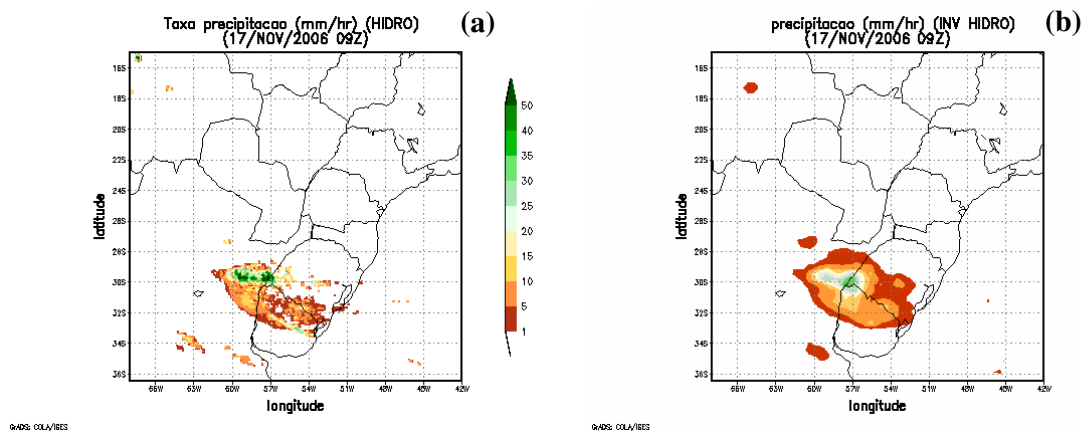 Taxa precipitacao (mm/hr) (HIDRO)
(17/NOV/2006 09Z)
(a)
16S
18S
20S
22S
24S
26S
28S
30S
32S
34S
36S
66W 63W 60W 57W 54W 51W 48W 45W 42W
latitude
longitude
50
40
35
30
25
20
15
10
5
1
GrADS: COLA/IGES
precipitacao (mm/hr) (INV HIDRO)
(17/NOV/2006 09Z)
(b)
16S
18S
20S
22S
24S
26S
28S
30S
32S
34S
36S
66W 63W 60W 57W 54W 51W 48W 45W 42W
latitude
longitude
GrADS: COLA/IGES